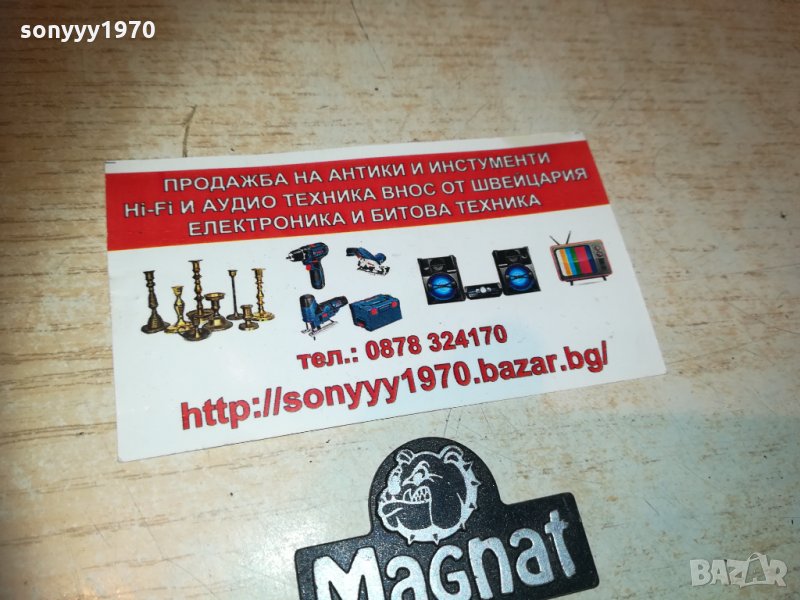 sonyyy1970
ПРОДАЖБА НА АНТИКИ И ИНСТУМЕНТИ
Hi-Fi И АУДИО ТЕХНИКА ВНОС ОТ ШВЕЙЦАРИЯ
ЕЛЕКТРОНИКА И БИТОВА ТЕХНИКА
тел.: 0878 324170
http://sonyyy1970.bazar.bg/
Magnat
BAZAR